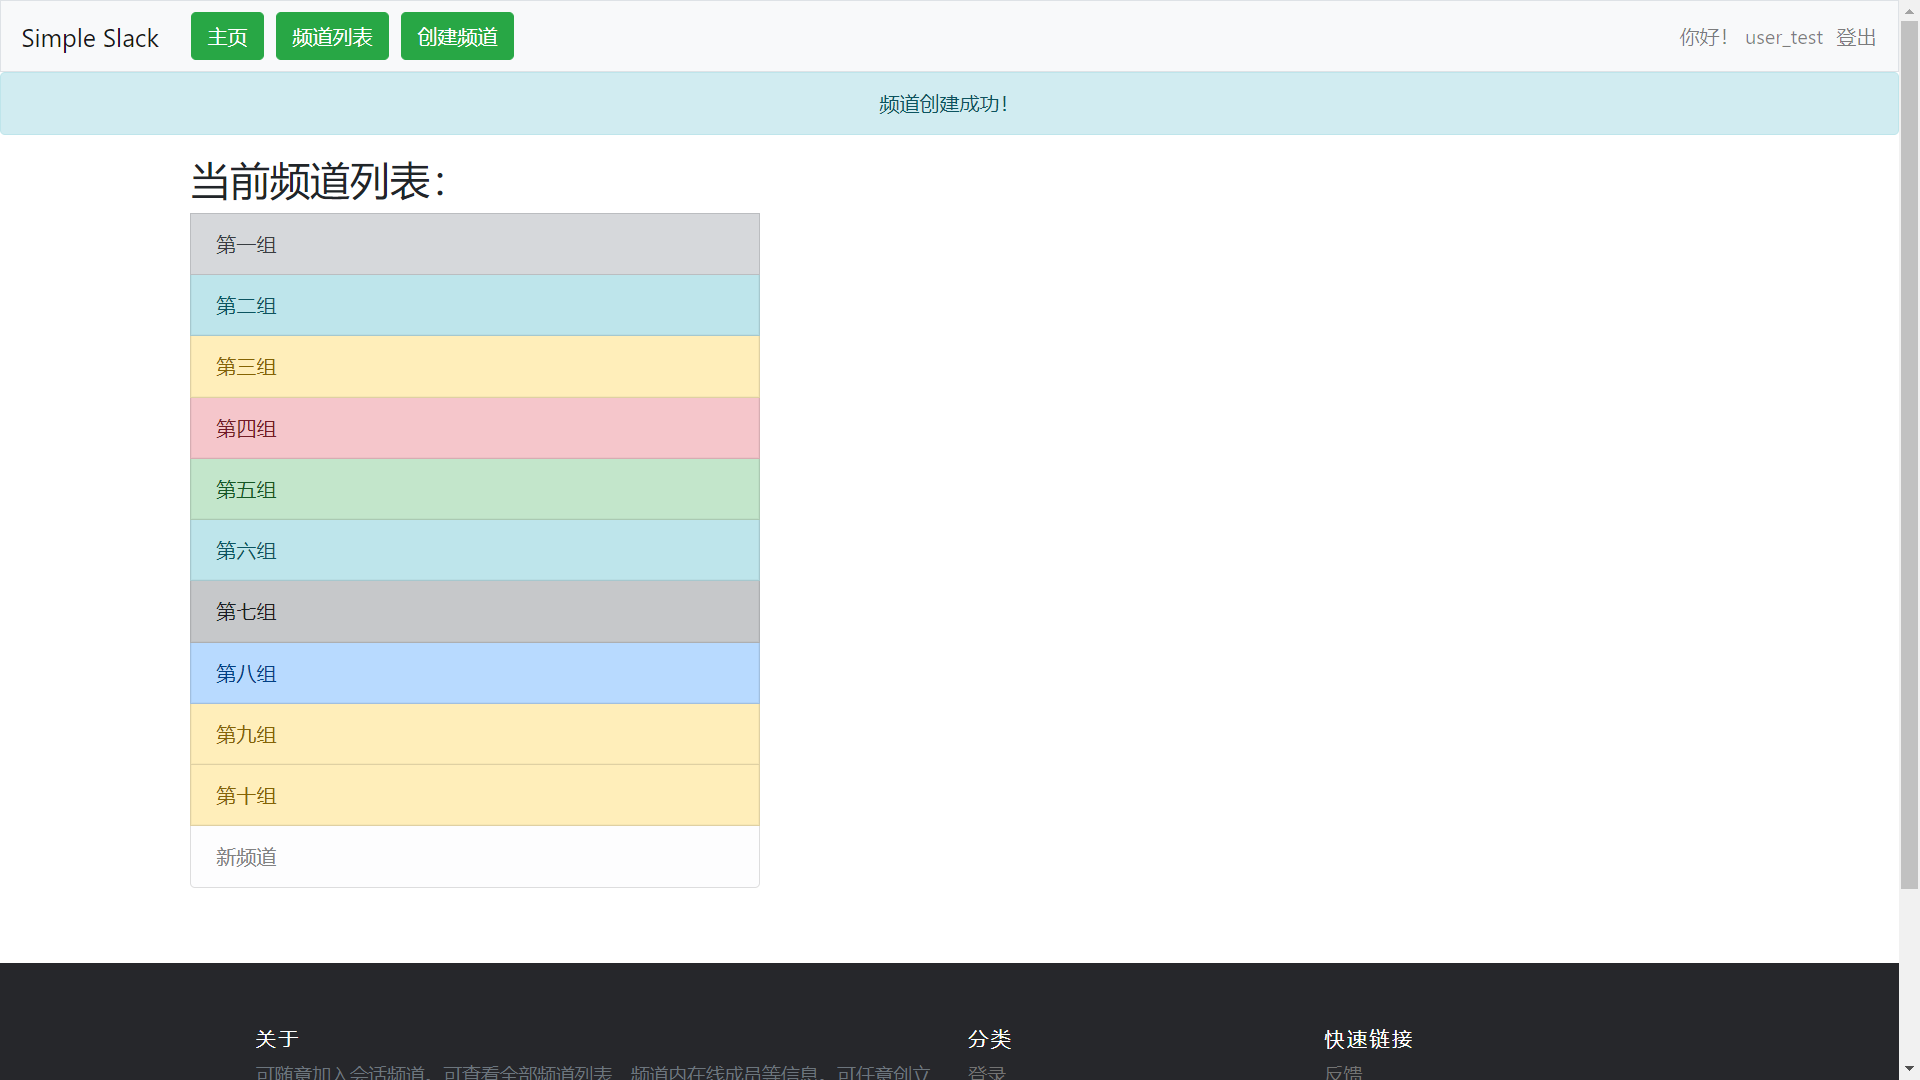 Simple Slack 主页 频道列表 创建频道 你好！ user_test 登出
频道创建成功！
当前频道列表：
第一组
第二组
第三组
第四组
第五组
第六组
第七组
第八组
第九组
第十组
新频道
关于 分类 快速链接
可随意加入会话频道。可查看全部频道列表、频道内在线成员等信息。可任意创立 登录 反馈